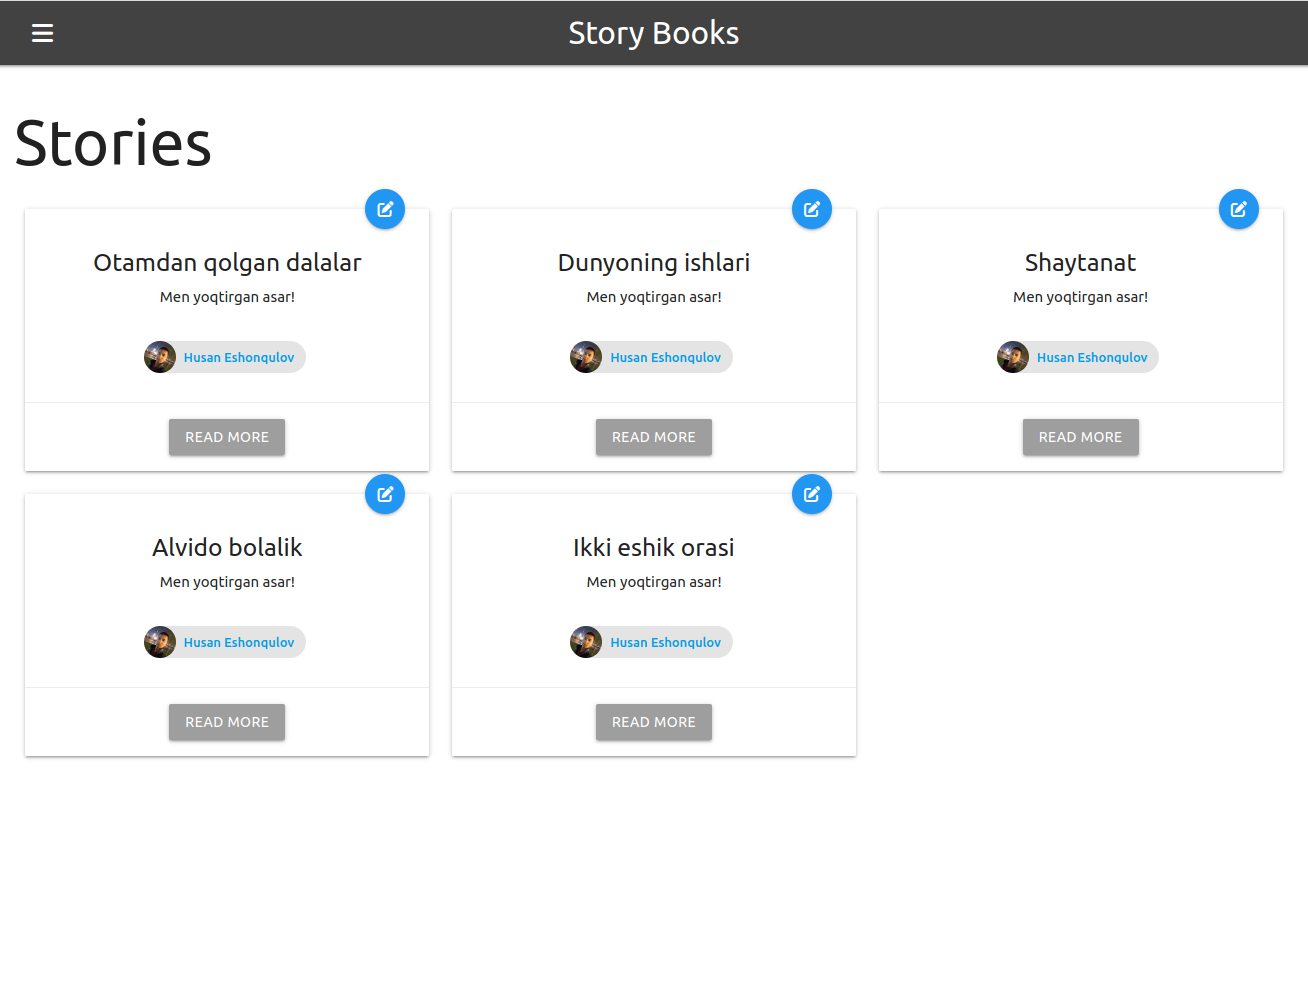 Story Books
Stories
Otamdan qolgan dalalar
Men yoqtirgan asar!
Husan Eshonqulov
READ MORE
Dunyoning ishlari
Men yoqtirgan asar!
Husan Eshonqulov
READ MORE
Shaytanat
Men yoqtirgan asar!
Husan Eshonqulov
READ MORE
Alvido bolalik
Men yoqtirgan asar!
Husan Eshonqulov
READ MORE
Ikki eshik orasi
Men yoqtirgan asar!
Husan Eshonqulov
READ MORE